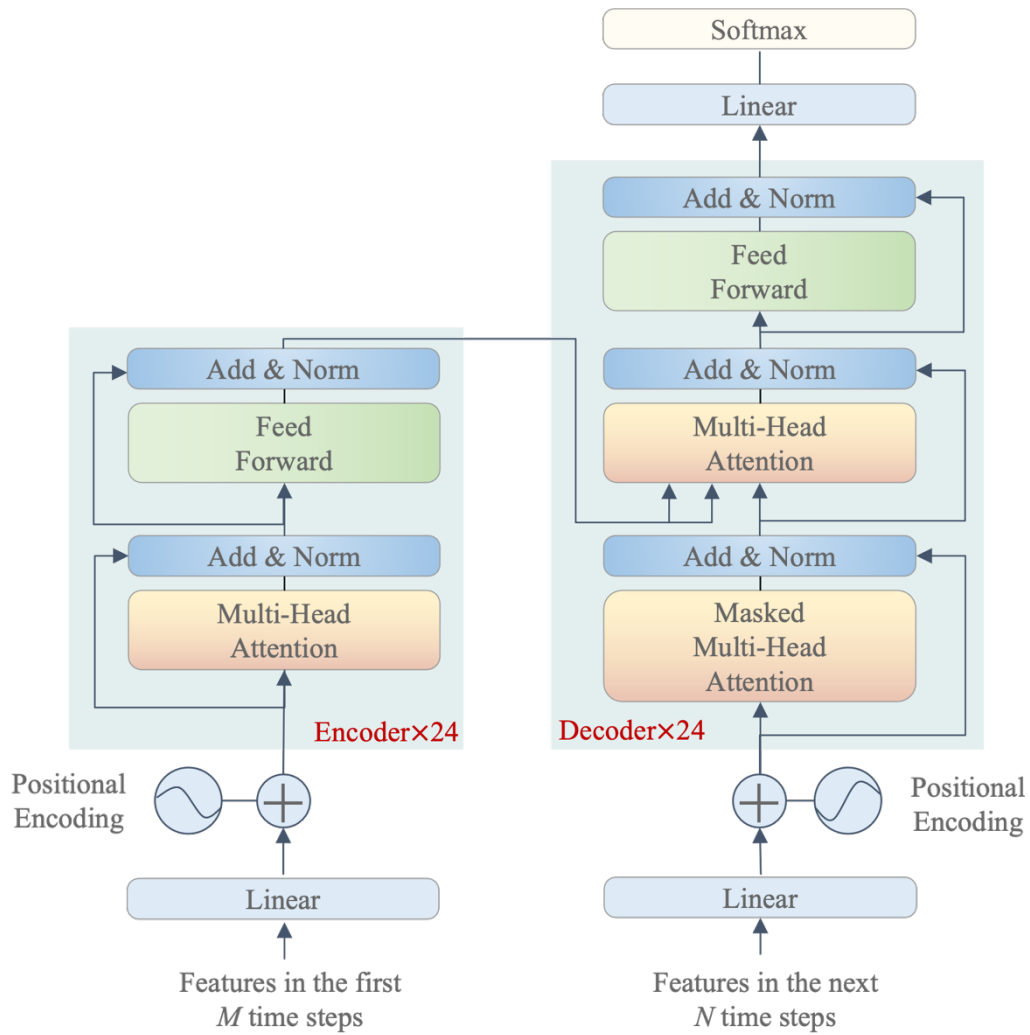 Softmax
Linear
Add & Norm
Feed
Forward
Add & Norm
Multi-Head
Attention
Add & Norm
Masked
Multi-Head
Attention
Decoder×24
Positional
Encoding
Linear
Features in the next
N time steps
Add & Norm
Feed
Forward
Add & Norm
Multi-Head
Attention
Encoder×24
Positional
Encoding
Linear
Features in the first
M time steps